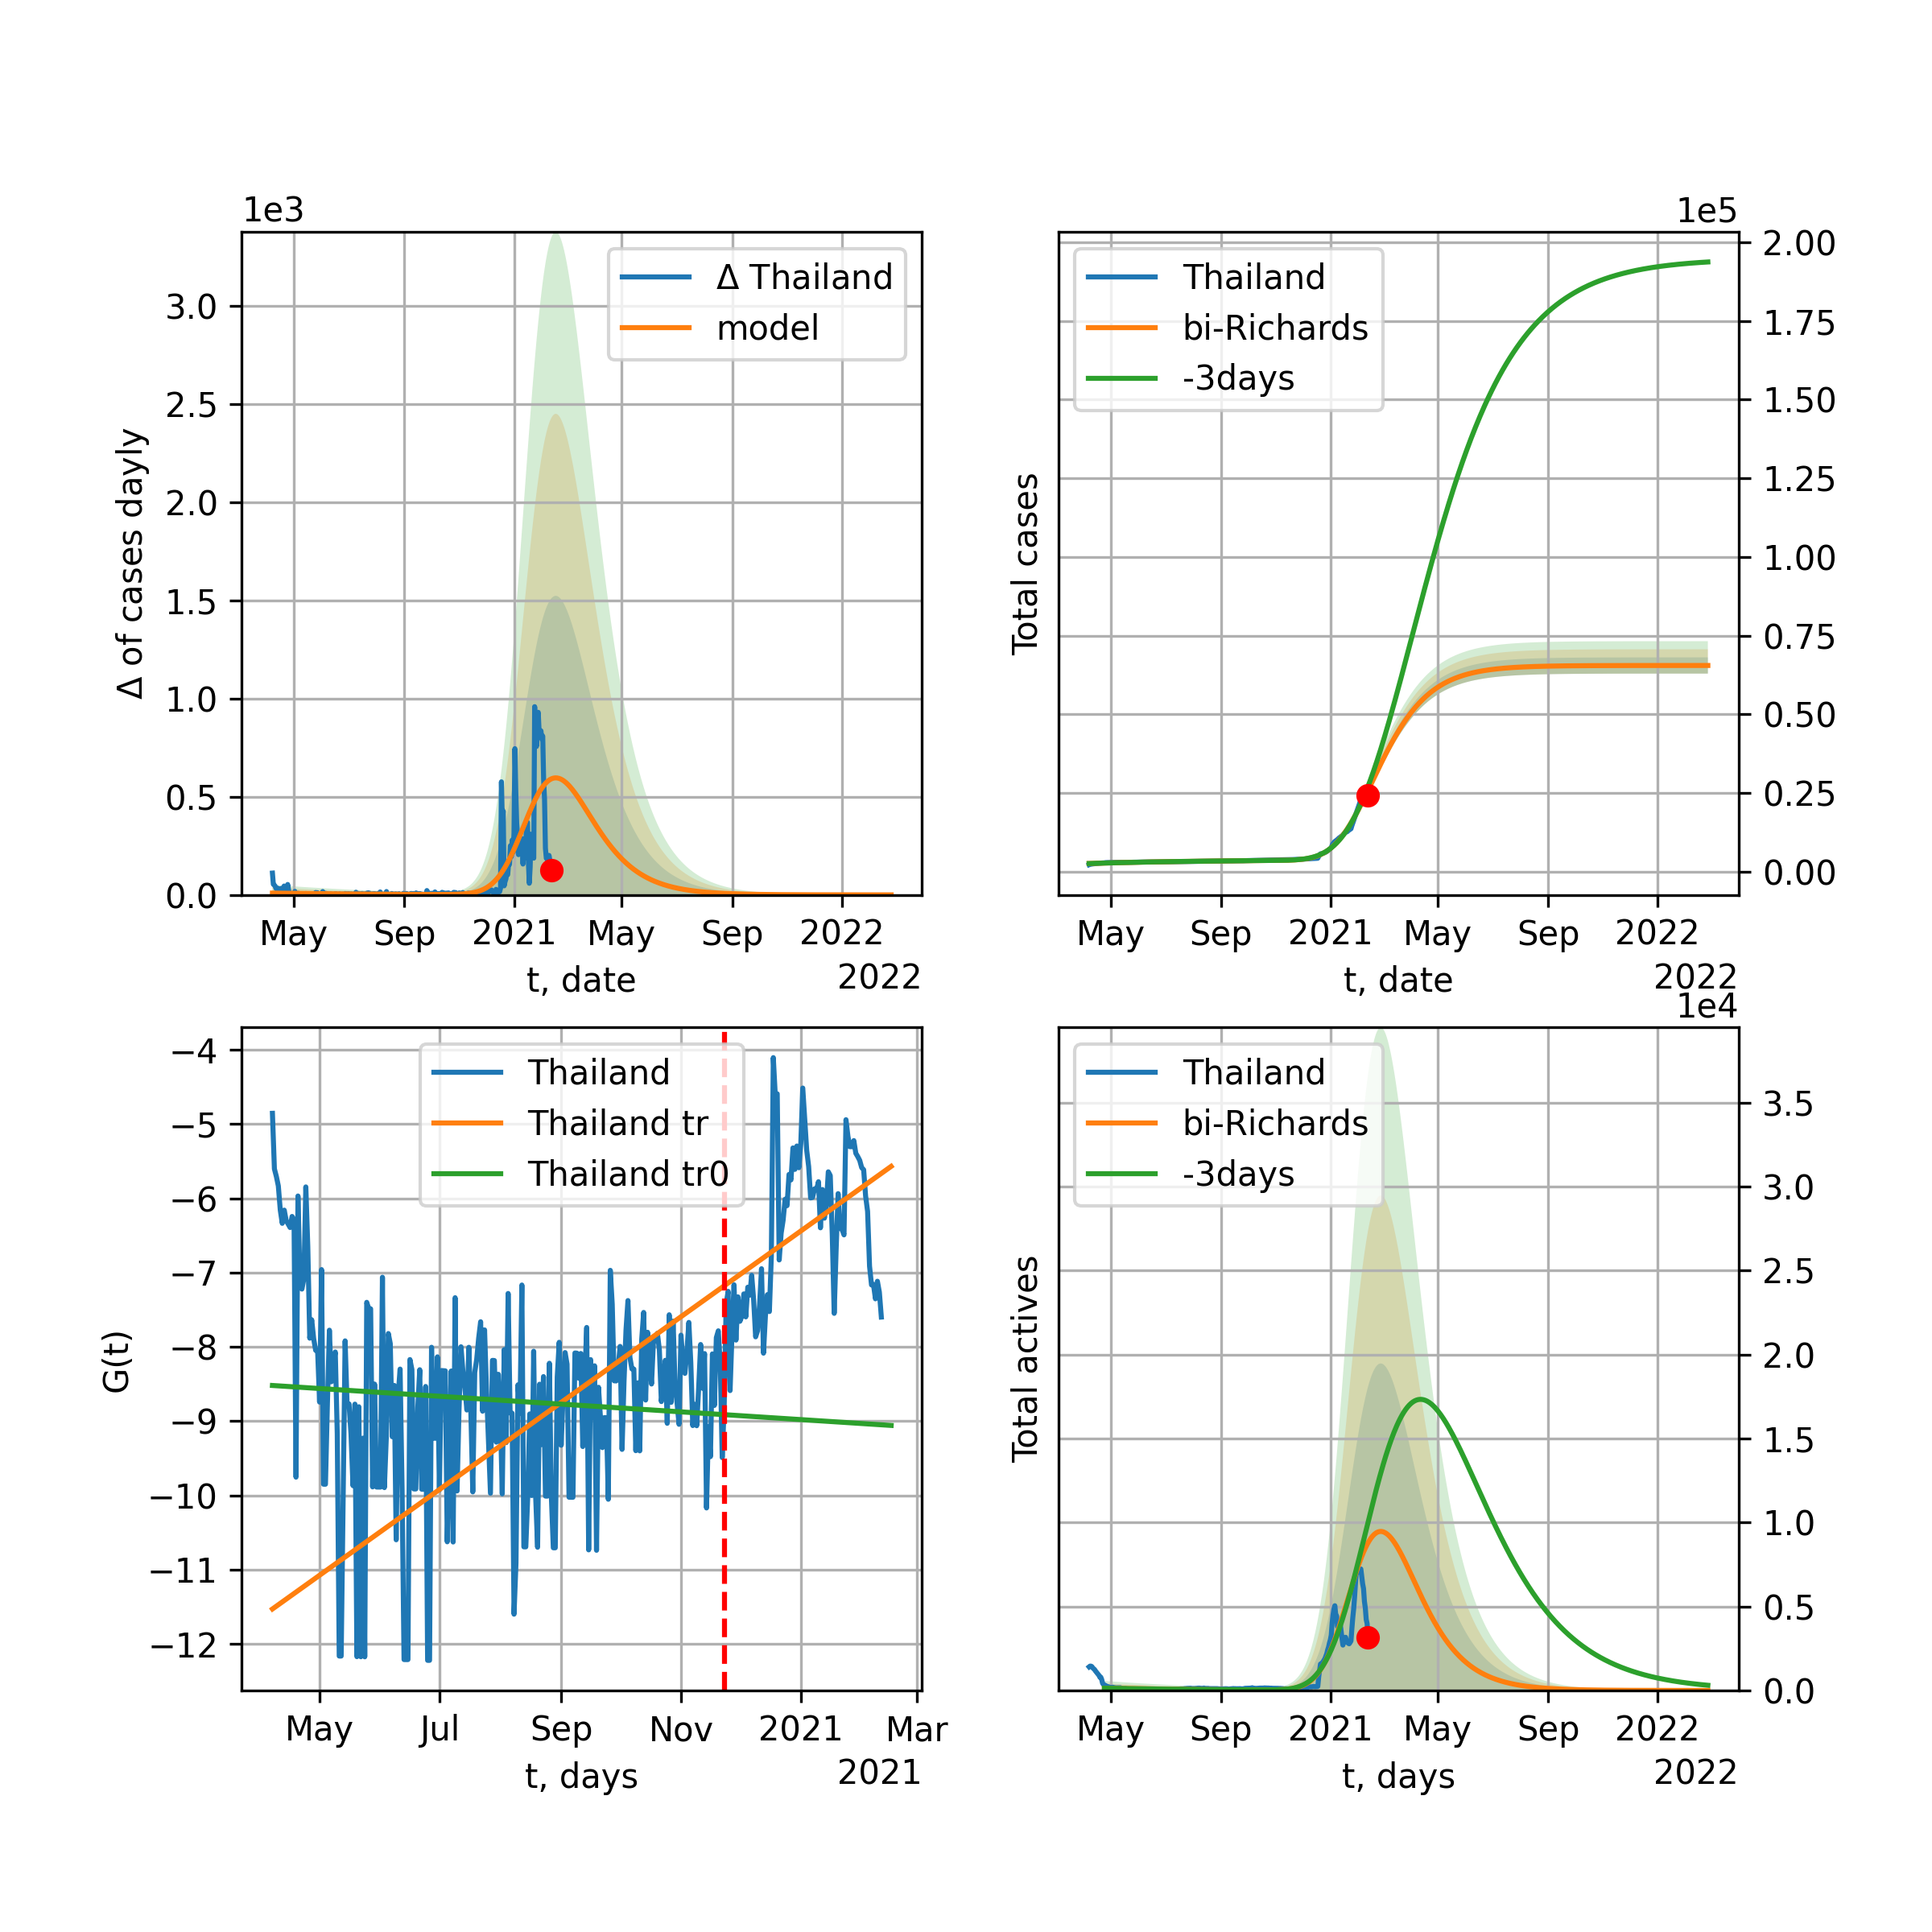 1e3
3.0
2.5
2.0
1.5
1.0
0.5
0.0
Δ of cases dayly
Δ Thailand
model
May Sep 2021 May Sep 2022
t, date
2022
1e5
2.00
1.75
1.50
1.25
1.00
0.75
0.50
0.25
0.00
Total cases
Thailand
bi-Richards
-3days
May Sep 2021 May Sep 2022
t, date
2022
−4
−5
−6
−7
−8
−9
−10
−11
−12
G(t)
Thailand
Thailand tr
Thailand tr0
May Jul Sep Nov 2021 Mar
t, days
2021
1e4
3.5
3.0
2.5
2.0
1.5
1.0
0.5
0.0
Total actives
Thailand
bi-Richards
-3days
May Sep 2021 May Sep 2022
t, days
2022